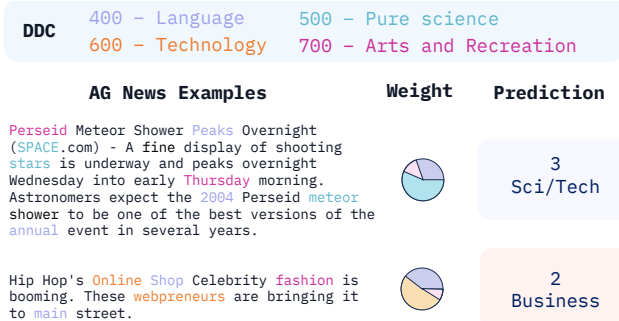 DDC
400 – Language
500 – Pure science
600 – Technology
700 – Arts and Recreation
AG News Examples
Weight
Prediction
Perseid Meteor Shower Peaks Overnight
(SPACE.com) - A fine display of shooting
stars is underway and peaks overnight
Wednesday into early Thursday morning.
Astronomers expect the 2004 Perseid meteor
shower to be one of the best versions of the
annual event in several years.
3
Sci/Tech
Hip Hop's Online Shop Celebrity fashion is
booming. These webpreneurs are bringing it
to main street.
2
Business